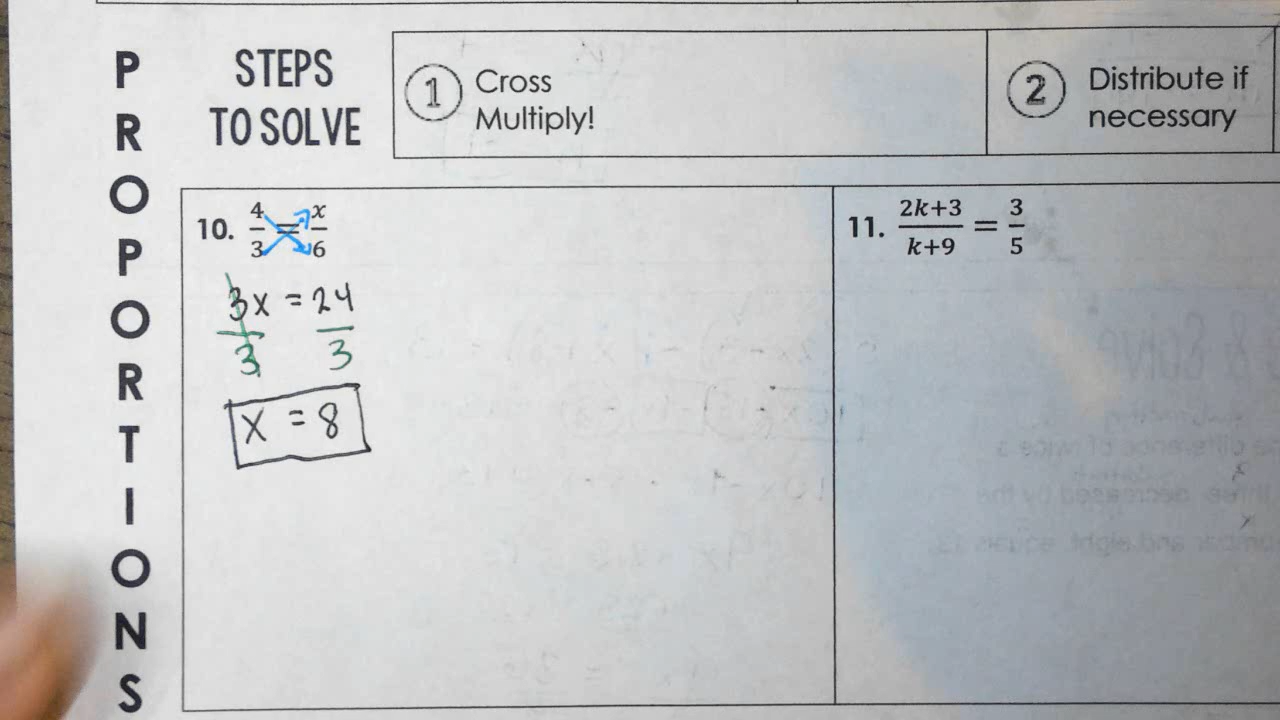 PROPORTIONS
STEPS
TO SOLVE
1 Cross
Multiply!
2 Distribute if
necessary
10. 4/3 = x/6
3x = 24
3 3
x = 8
11. (2k+3)/(k+9) = 3/5